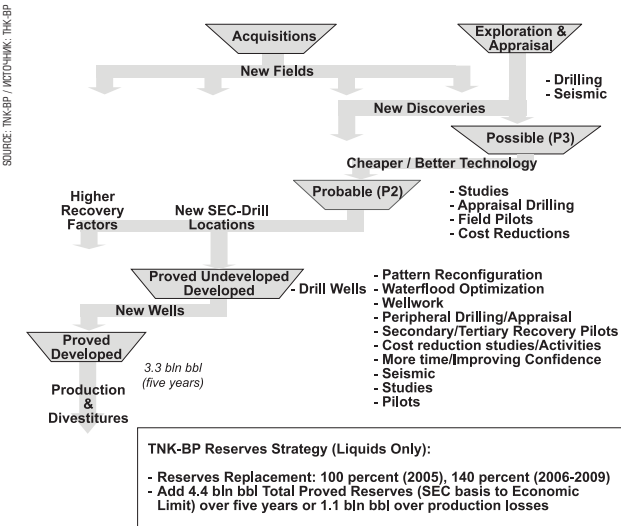 SOURCE: TNK-BP / ИСТОЧНИК: ТНК-BP
Acquisitions
Exploration &
Appraisal
New Fields
- Drilling
- Seismic
New Discoveries
Possible (P3)
Cheaper / Better Technology
Probable (P2)
- Studies
- Appraisal Drilling
- Field Pilots
- Cost Reductions
Higher
Recovery
Factors
New SEC-Drill
Locations
Proved Undeveloped
Developed
- Drill Wells
- Pattern Reconfiguration
- Waterflood Optimization
- Wellwork
- Peripheral Drilling/Appraisal
- Secondary/Tertiary Recovery Pilots
- Cost reduction studies/Activities
- More time/Improving Confidence
- Seismic
- Studies
- Pilots
New Wells
Proved
Developed
3.3 bln bbl
(five years)
Production
&
Divestitures
TNK-BP Reserves Strategy (Liquids Only):
- Reserves Replacement: 100 percent (2005), 140 percent (2006-2009)
- Add 4.4 bln bbl Total Proved Reserves (SEC basis to Economic
Limit) over five years or 1.1 bln bbl over production losses